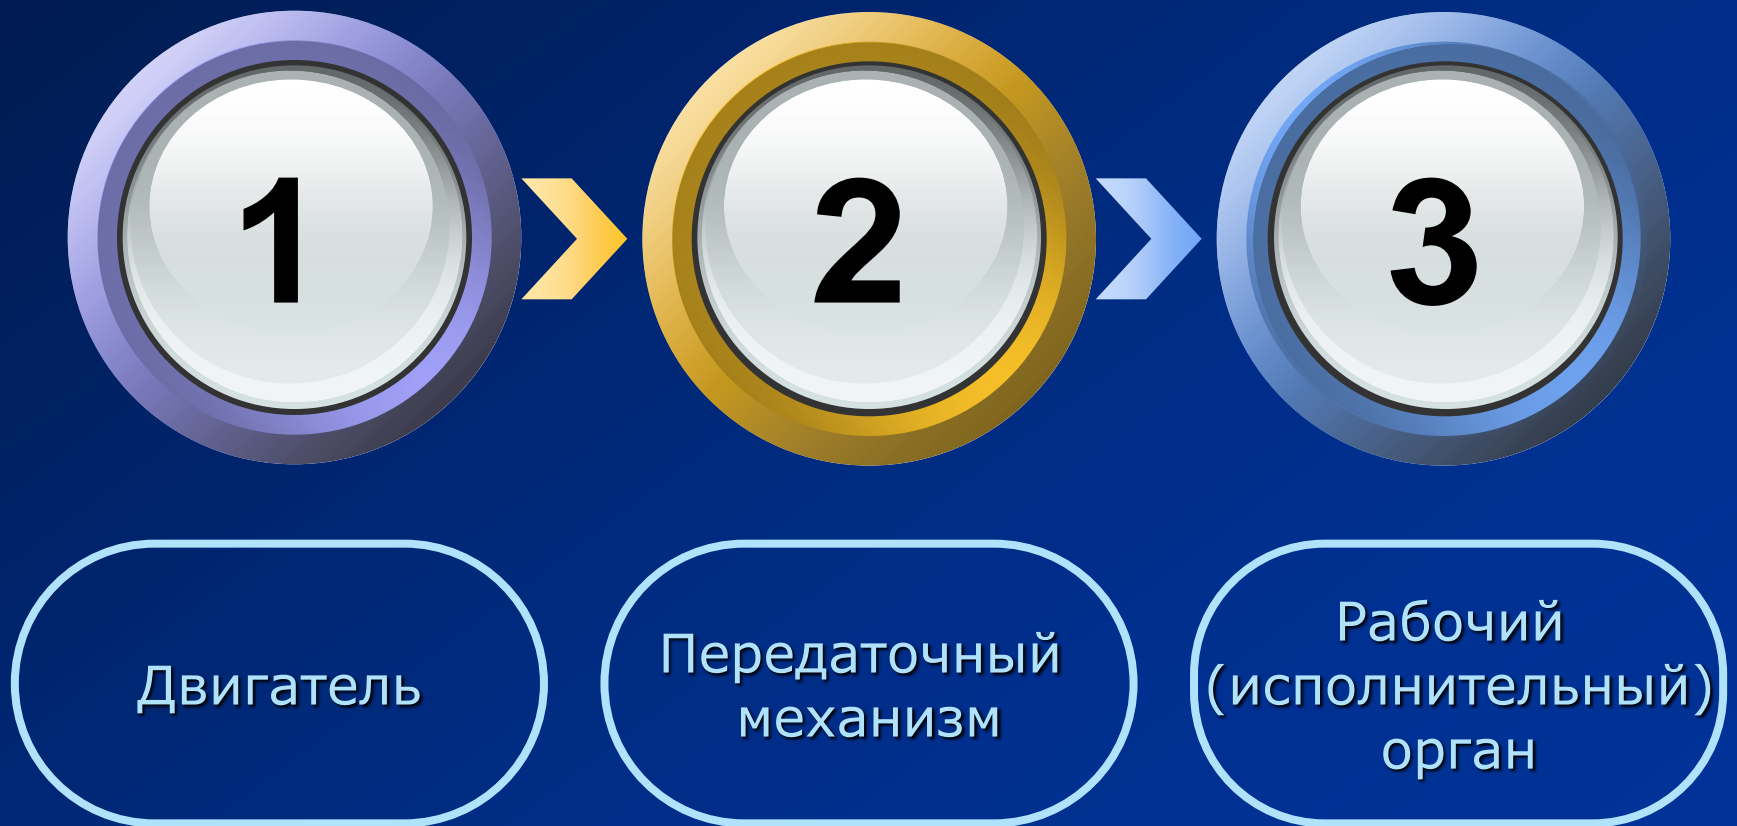 1
2
3
Двигатель
Передаточный
механизм
Рабочий
(исполнительный)
орган